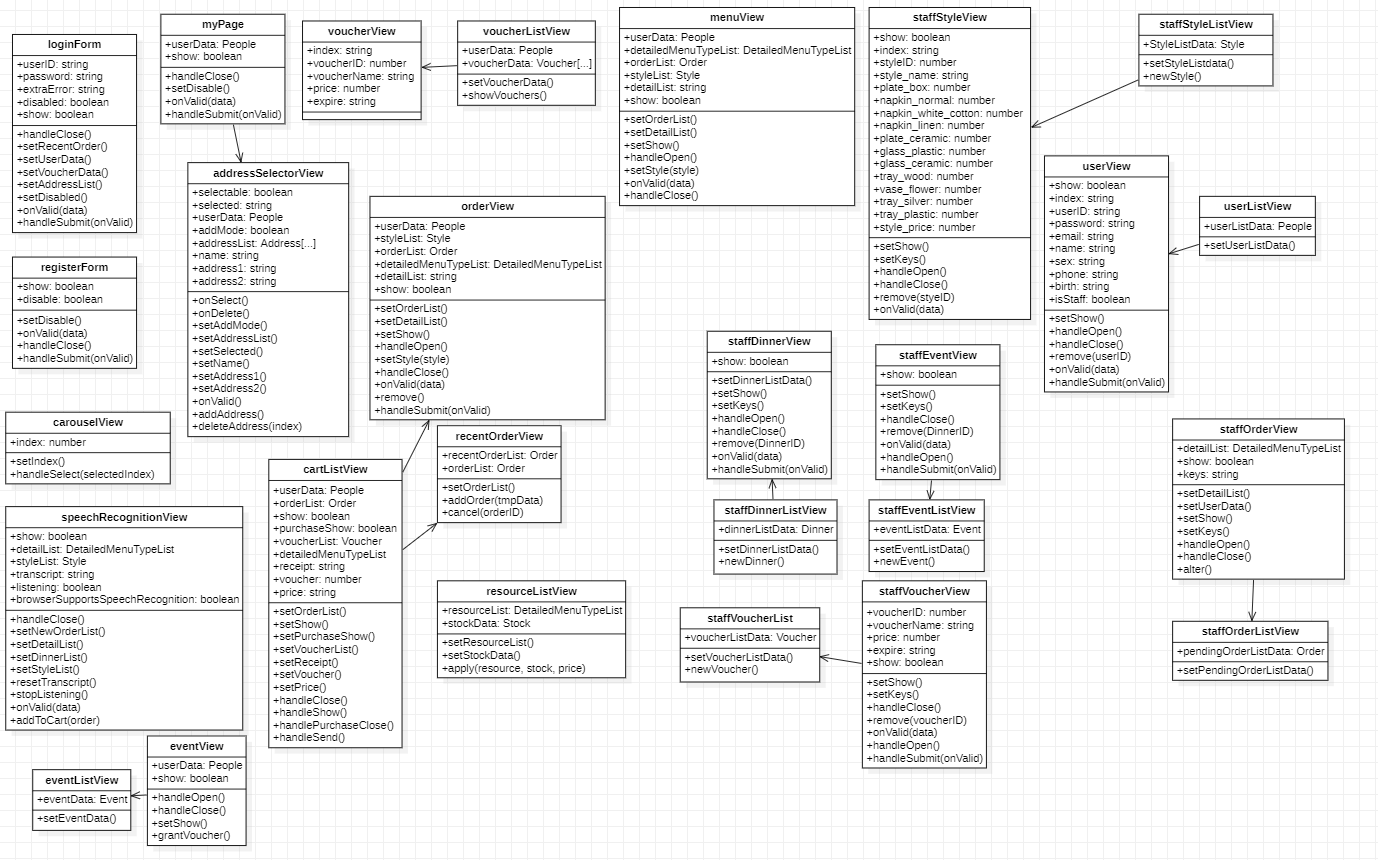 loginForm
+userID: string
+password: string
+extraError: string
+disabled: boolean
+show: boolean
+handleClose()
+setRecentOrder()
+setUserData()
+setVoucherData()
+setAddressList()
+setDisabled()
+onValid(data)
+handleSubmit(onValid)
myPage
+userData: People
+show: boolean
+handleClose()
+setDisable()
+onValid(data)
+handleSubmit(onValid)
voucherView
+index: string
+voucherID: number
+voucherName: string
+price: number
+expire: string
voucherListView
+userData: People
+voucherData: Voucher[...]
+setVoucherData()
+showVouchers()
menuView
+userData: People
+detailedMenuTypeList: DetailedMenuTypeList
+orderList: Order
+styleList: Style
+detailList: string
+show: boolean
+setOrderList()
+setDetailList()
+setShow()
+handleOpen()
+setStyle(style)
+onValid(data)
+handleClose()
staffStyleView
+show: boolean
+index: string
+styleID: number
+style_name: string
+plate_box: number
+napkin_normal: number
+napkin_white_cotton: number
+napkin_linen: number
+plate_ceramic: number
+glass_plastic: number
+glass_ceramic: number
+tray_wood: number
+vase_flower: number
+tray_silver: number
+tray_plastic: number
+style_price: number
+setShow()
+setKeys()
+handleOpen()
+handleClose()
+remove(styeID)
+onValid(data)
staffStyleListView
+StyleListData: Style
+setStyleListdata()
+newStyle()
addressSelectorView
+selectable: boolean
+selected: string
+userData: People
+addMode: boolean
+addressList: Address[...]
+name: string
+address1: string
+address2: string
+onSelect()
+onDelete()
+setAddMode()
+setAddressList()
+setSelected()
+setName()
+setAddress1()
+setAddress2()
+onValid()
+addAddress()
+deleteAddress(index)
orderView
+userData: People
+styleList: Style
+orderList: Order
+detailedMenuTypeList: DetailedMenuTypeList
+detailList: string
+show: boolean
+setOrderList()
+setDetailList()
+setShow()
+handleOpen()
+setStyle(style)
+handleClose()
+onValid(data)
+remove()
+handleSubmit(onValid)
userView
+show: boolean
+index: string
+userID: string
+password: string
+email: string
+name: string
+sex: string
+phone: string
+birth: string
+isStaff: boolean
+setShow()
+handleOpen()
+handleClose()
+remove(userID)
+onValid(data)
+handleSubmit(onValid)
userListView
+userListData: People
+setUserListData()
registerForm
+show: boolean
+disable: boolean
+setDisable()
+onValid(data)
+handleClose()
+handleSubmit(onValid)
staffDinnerView
+show: boolean
+setDinnerListData()
+setShow()
+setKeys()
+handleOpen()
+handleClose()
+remove(DinnerID)
+onValid(data)
+handleSubmit(onValid)
staffEventView
+show: boolean
+setShow()
+setKeys()
+handleClose()
+remove(DinnerID)
+onValid(data)
+handleOpen()
+handleSubmit(onValid)
carouselView
+index: number
+setIndex()
+handleSelect(selectedIndex)
recentOrderView
+recentOrderList: Order
+orderList: Order
+setOrderList()
+addOrder(tmpData)
+cancel(orderID)
staffOrderView
+detailList: DetailedMenuTypeList
+show: boolean
+keys: string
+setDetailList()
+setUserData()
+setShow()
+setKeys()
+handleOpen()
+handleClose()
+alter()
cartListView
+userData: People
+orderList: Order
+show: boolean
+purchaseShow: boolean
+voucherList: Voucher
+detailedMenuTypeList
+receipt: string
+voucher: number
+price: string
+setOrderList()
+setShow()
+setPurchaseShow()
+setVoucherList()
+setReceipt()
+setVoucher()
+setPrice()
+handleClose()
+handleShow()
+handlePurchaseClose()
+handleSend()
speechRecognitionView
+show: boolean
+detailList: DetailedMenuTypeList
+styleList: Style
+transcript: string
+listening: boolean
+browserSupportsSpeechRecognition: boolean
+handleClose()
+setNewOrderList()
+setDetailList()
+setDinnerList()
+setStyleList()
+resetTranscript()
+stopListening()
+onValid(data)
+addToCart(order)
staffDinnerListView
+dinnerListData: Dinner
+setDinnerListData()
+newDinner()
staffEventListView
+eventListData: Event
+setEventListData()
+newEvent()
resourceListView
+resourceList: DetailedMenuTypeList
+stockData: Stock
+setResourceList()
+setStockData()
+apply(resource, stock, price)
staffVoucherList
+voucherListData: Voucher
+setVoucherListData()
+newVoucher()
staffVoucherView
+voucherID: number
+voucherName: string
+price: number
+expire: string
+show: boolean
+setShow()
+setKeys()
+handleClose()
+remove(voucherID)
+onValid(data)
+handleOpen()
+handleSubmit(onValid)
staffOrderListView
+pendingOrderListData: Order
+setPendingOrderListData()
eventView
+userData: People
+show: boolean
+handleOpen()
+handleClose()
+setShow()
+grantVoucher()
eventListView
+eventData: Event
+setEventData()